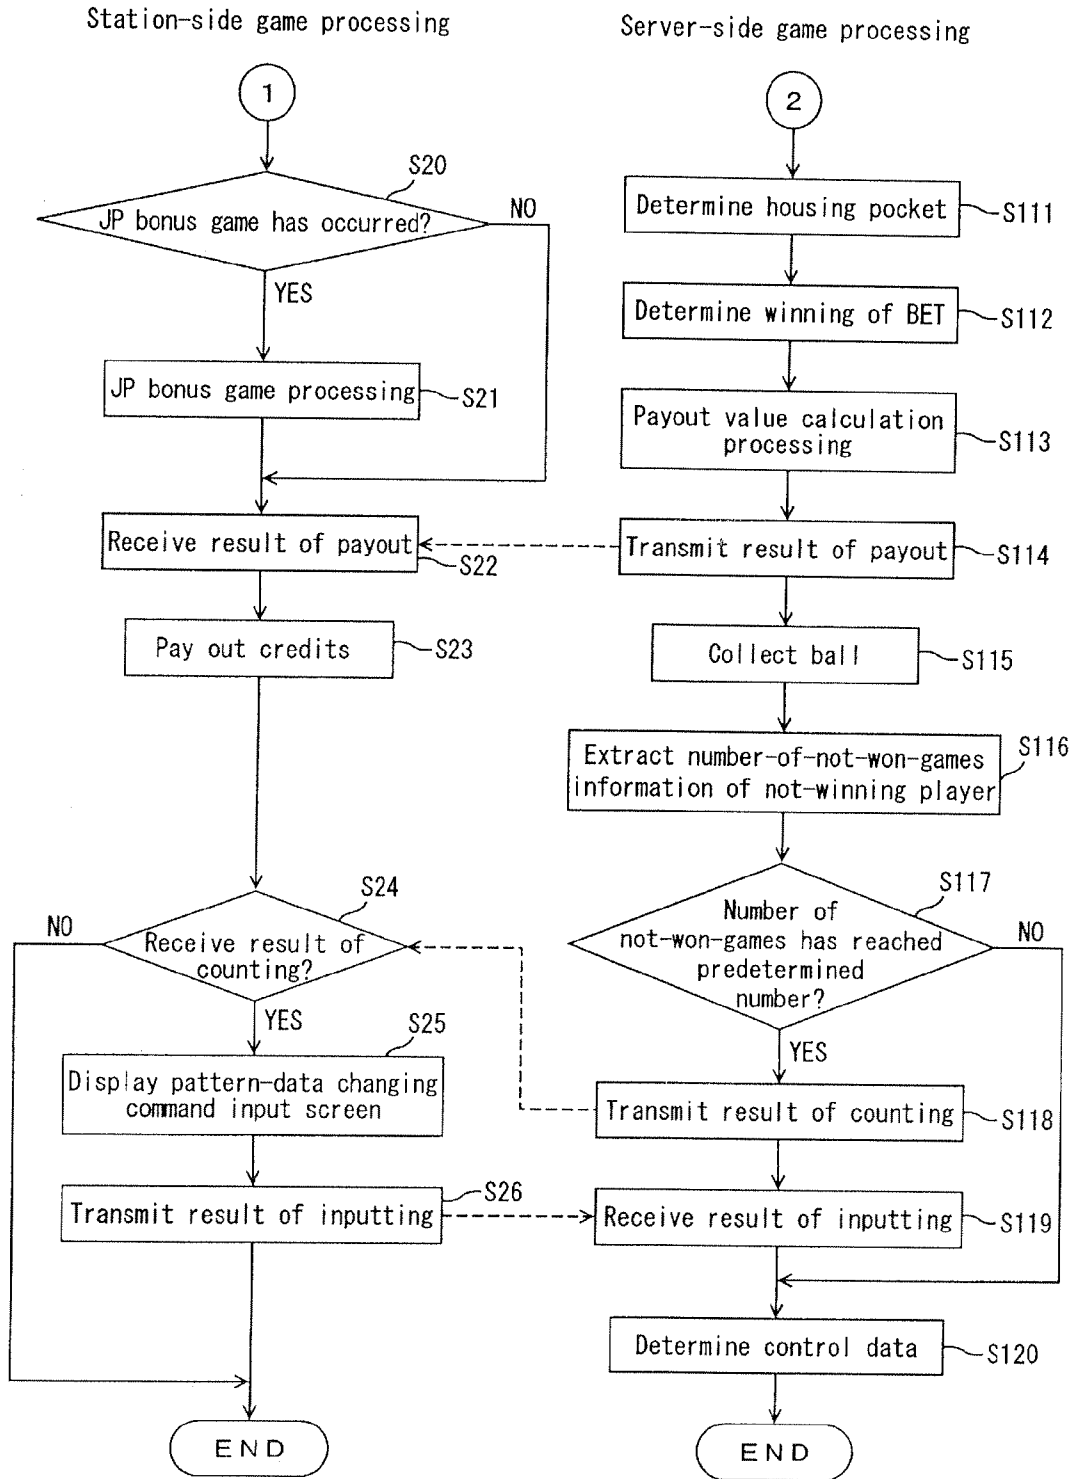 Station-side game processing
1
S20
JP bonus game has occurred?
NO
YES
JP bonus game processing
S21
Receive result of payout
S22
Pay out credits
S23
S24
NO
Receive result of
counting?
YES
S25
Display pattern-data changing
command input screen
S26
Transmit result of inputting
END
Server-side game processing
2
Determine housing pocket
S111
Determine winning of BET
S112
Payout value calculation
processing
S113
Transmit result of payout
S114
Collect ball
S115
Extract number-of-not-won-games
information of not-winning player
S116
S117
Number of
not-won-games has reached
predetermined
number?
NO
YES
Transmit result of counting
S118
Receive result of inputting
S119
Determine control data
S120
END